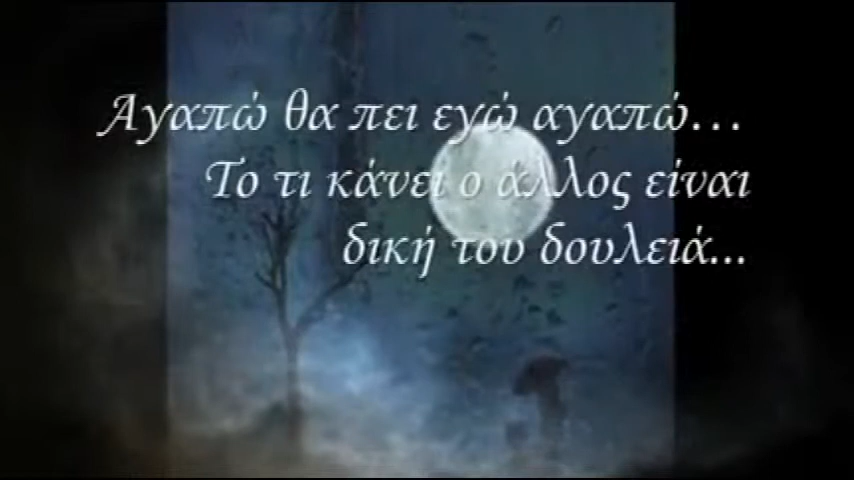 Αγαπώ θα πει εγώ αγαπώ...
Το τι κάνει ο άλλος είναι
δική του δουλειά...